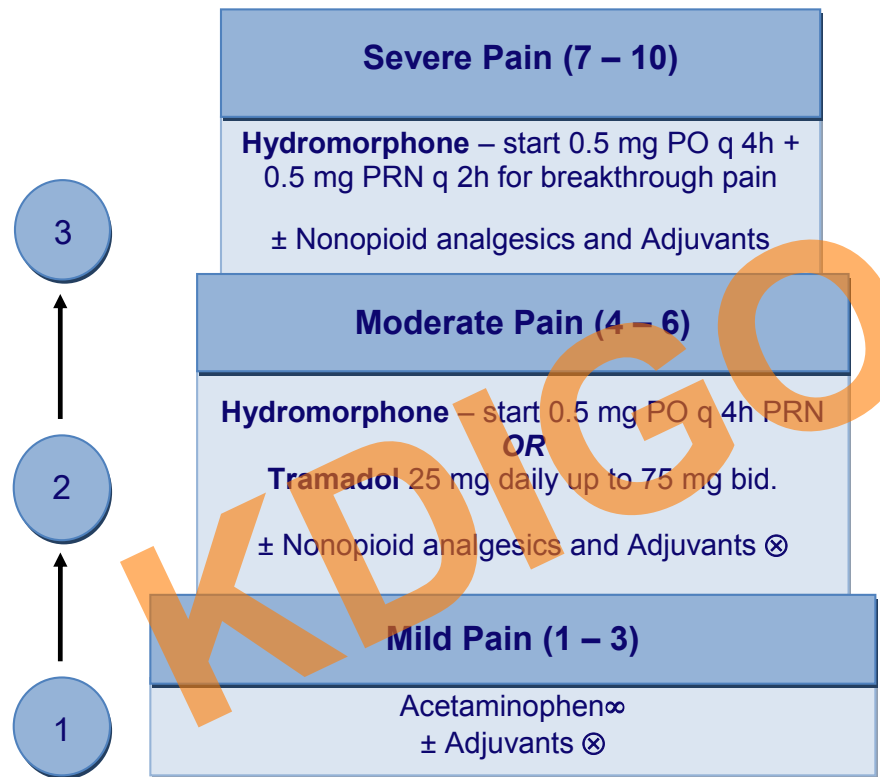 Severe Pain (7 – 10)
Hydromorphone – start 0.5 mg PO q 4h +
0.5 mg PRN q 2h for breakthrough pain
± Nonopioid analgesics and Adjuvants
3
Moderate Pain (4 – 6)
Hydromorphone – start 0.5 mg PO q 4h PRN
OR
Tramadol 25 mg daily up to 75 mg bid.
± Nonopioid analgesics and Adjuvants ⊗
2
Mild Pain (1 – 3)
Acetaminophen∞
± Adjuvants ⊗
1
KDIGO